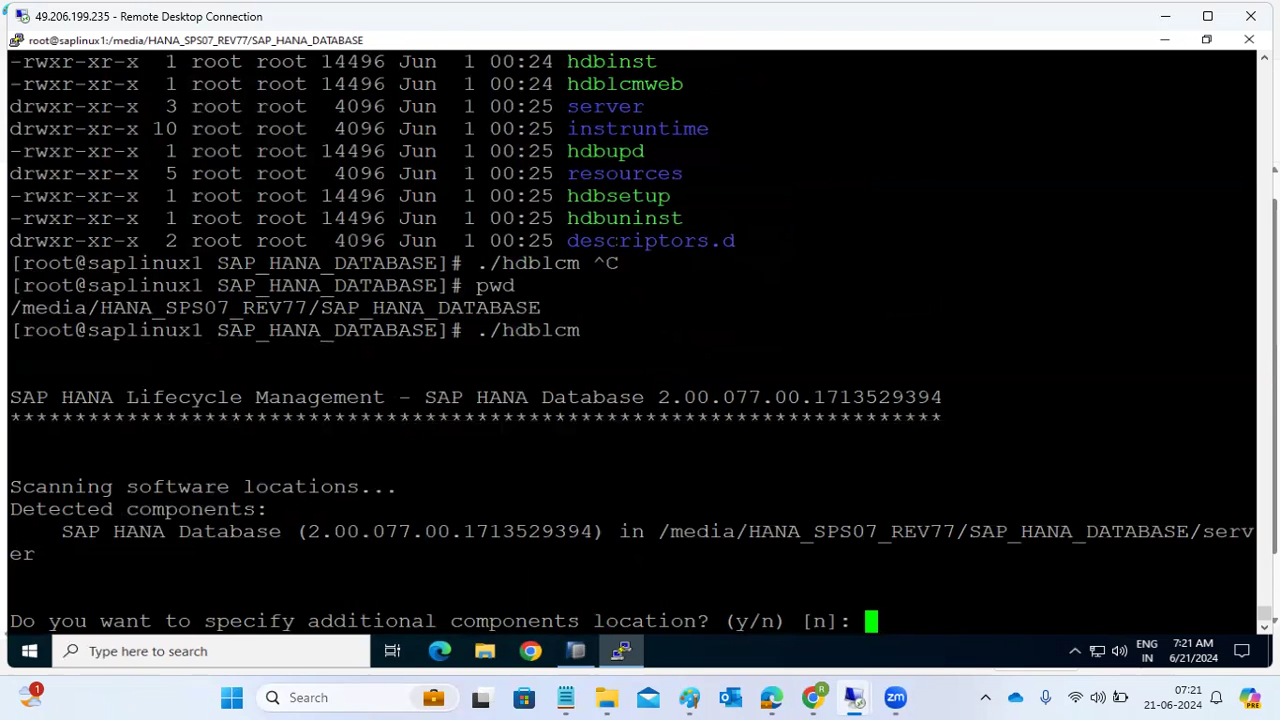 49.206.199.235 - Remote Desktop Connection
root@saplinux1:/media/HANA_SPS07_REV77/SAP_HANA_DATABASE
-rwxr-xr-x 1 root root 14496 Jun 1 00:24 hdbinst
-rwxr-xr-x 1 root root 14496 Jun 1 00:24 hdblcmweb
drwxr-xr-x 3 root root 4096 Jun 1 00:25 server
drwxr-xr-x 10 root root 4096 Jun 1 00:25 instruntime
-rwxr-xr-x 1 root root 14496 Jun 1 00:25 hdbupd
drwxr-xr-x 5 root root 4096 Jun 1 00:25 resources
-rwxr-xr-x 1 root root 14496 Jun 1 00:25 hdbsetup
-rwxr-xr-x 1 root root 14496 Jun 1 00:25 hdbuninst
drwxr-xr-x 2 root root 4096 Jun 1 00:25 descriptors.d
[root@saplinux1 SAP_HANA_DATABASE]# ./hdblcm ^C
[root@saplinux1 SAP_HANA_DATABASE]# pwd
/media/HANA_SPS07_REV77/SAP_HANA_DATABASE
[root@saplinux1 SAP_HANA_DATABASE]# ./hdblcm
SAP HANA Lifecycle Management - SAP HANA Database 2.00.077.00.1713529394
************************************************************************
Scanning software locations...
Detected components:
SAP HANA Database (2.00.077.00.1713529394) in /media/HANA_SPS07_REV77/SAP_HANA_DATABASE/serv
er
Do you want to specify additional components location? (y/n) [n]:
Type here to search
ENG
IN
7:21 AM
6/21/2024
1
Search
07:21
21-06-2024
PRE
zm
R